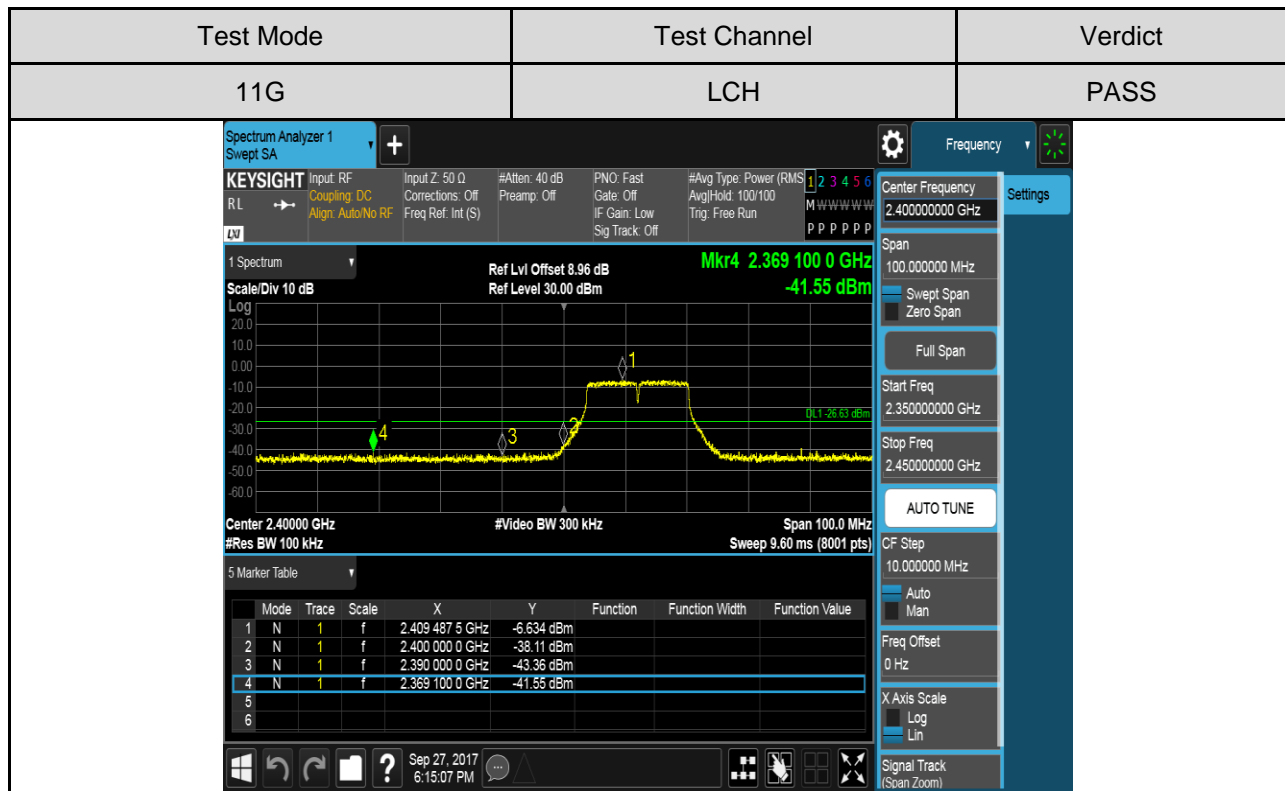 Test Mode Test Channel Verdict
11G LCH PASS
Spectrum Analyzer 1
Swept SA
+
Frequency
KEYSIGHT Input: RF Input Z: 50 Ω #Atten: 40 dB PNO: Fast #Avg Type: Power (RMS 1 2 3 4 5 6
RL Coupling: DC Corrections: Off Preamp: Off Gate: Off Avg|Hold: 100/100 M W W W W W
Align: Auto/No RF Freq Ref: Int (S) IF Gain: Low Trig: Free Run
LXI Sig Track: Off P P P P P P
1 Spectrum
Ref Lvl Offset 8.96 dB Mkr4 2.369 100 0 GHz
Scale/Div 10 dB Ref Level 30.00 dBm -41.55 dBm
Log
20.0
10.0
0.00
-10.0
-20.0
-30.0
-40.0
-50.0
-60.0
1
2
3
4
DL1 -26.63 dBm
Center 2.40000 GHz #Video BW 300 kHz Span 100.0 MHz
#Res BW 100 kHz Sweep 9.60 ms (8001 pts)
5 Marker Table
Mode Trace Scale X Y Function Function Width Function Value
1 N 1 f 2.409 487 5 GHz -6.634 dBm
2 N 1 f 2.400 000 0 GHz -38.11 dBm
3 N 1 f 2.390 000 0 GHz -43.36 dBm
4 N 1 f 2.369 100 0 GHz -41.55 dBm
5
6
? Sep 27, 2017
6:15:07 PM
Settings
Center Frequency
2.400000000 GHz
Span
100.000000 MHz
Swept Span
Zero Span
Full Span
Start Freq
2.350000000 GHz
Stop Freq
2.450000000 GHz
AUTO TUNE
CF Step
10.000000 MHz
Auto
Man
Freq Offset
0 Hz
X Axis Scale
Log
Lin
Signal Track
(Span Zoom)